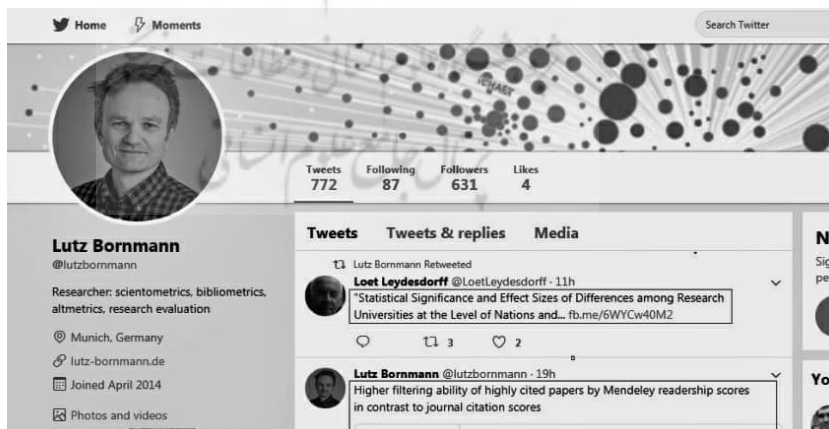 Home Moments Search Twitter
Tweets Following Followers Likes
772 87 631 4
Lutz Bornmann
@lutzbornmann
Researcher: scientometrics, bibliometrics,
altmetrics, research evaluation
Munich, Germany
lutz-bornmann.de
Joined April 2014
Photos and videos
Tweets Tweets & replies Media
Lutz Bornmann Retweeted
Loet Leydesdorff @LoetLeydesdorff · 11h
"Statistical Significance and Effect Sizes of Differences among Research
Universities at the Level of Nations and... fb.me/6WYCw40M2
3 2
Lutz Bornmann @lutzbornmann · 19h
Higher filtering ability of highly cited papers by Mendeley readership scores
in contrast to journal citation scores
N
Sig
pe
Yo